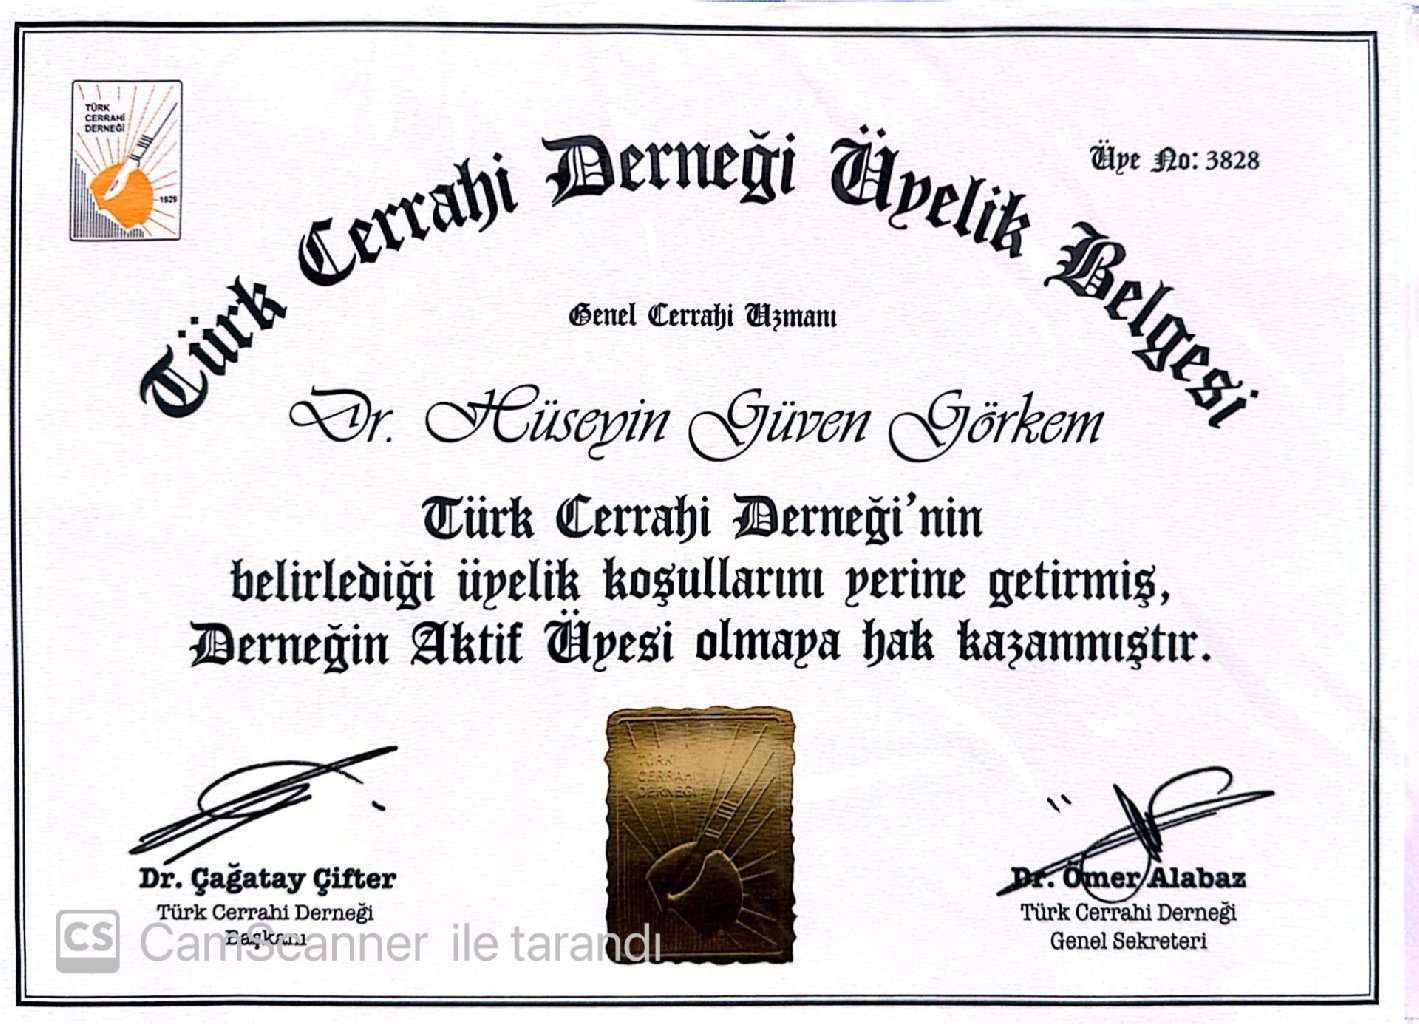 TÜRK
CERRAHİ
DERNEĞİ
1929
Türk Cerrahi Derneği Üyelik Belgesi
Üye No: 3828
Genel Cerrahi Uzmanı
Dr. Hüseyin Güven Görkem
Türk Cerrahi Derneği'nin
belirlediği üyelik koşullarını yerine getirmiş,
Derneğin Aktif Üyesi olmaya hak kazanmıştır.
TÜRK
CERRAHİ
DERNEĞİ
Dr. Çağatay Çifter
Türk Cerrahi Derneği
Başkanı
Dr. Ömer Alabaz
Türk Cerrahi Derneği
Genel Sekreteri
CS CamScanner ile tarandı